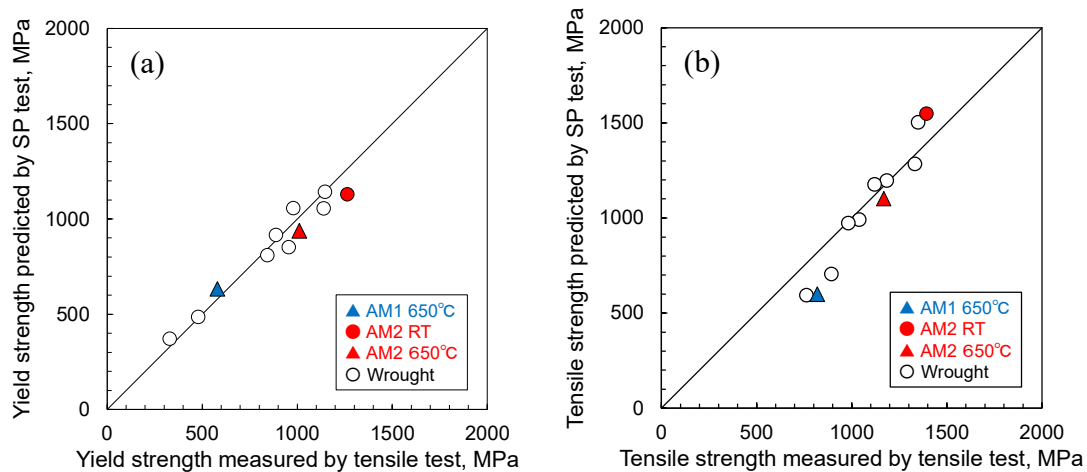 (a)
Yield strength predicted by SP test, MPa
2000
1500
1000
500
0
0 500 1000 1500 2000
Yield strength measured by tensile test, MPa
AM1 650℃
AM2 RT
AM2 650℃
Wrought
(b)
Tensile strength predicted by SP test, MPa
2000
1500
1000
500
0
0 500 1000 1500 2000
Tensile strength measured by tensile test, MPa
AM1 650℃
AM2 RT
AM2 650℃
Wrought